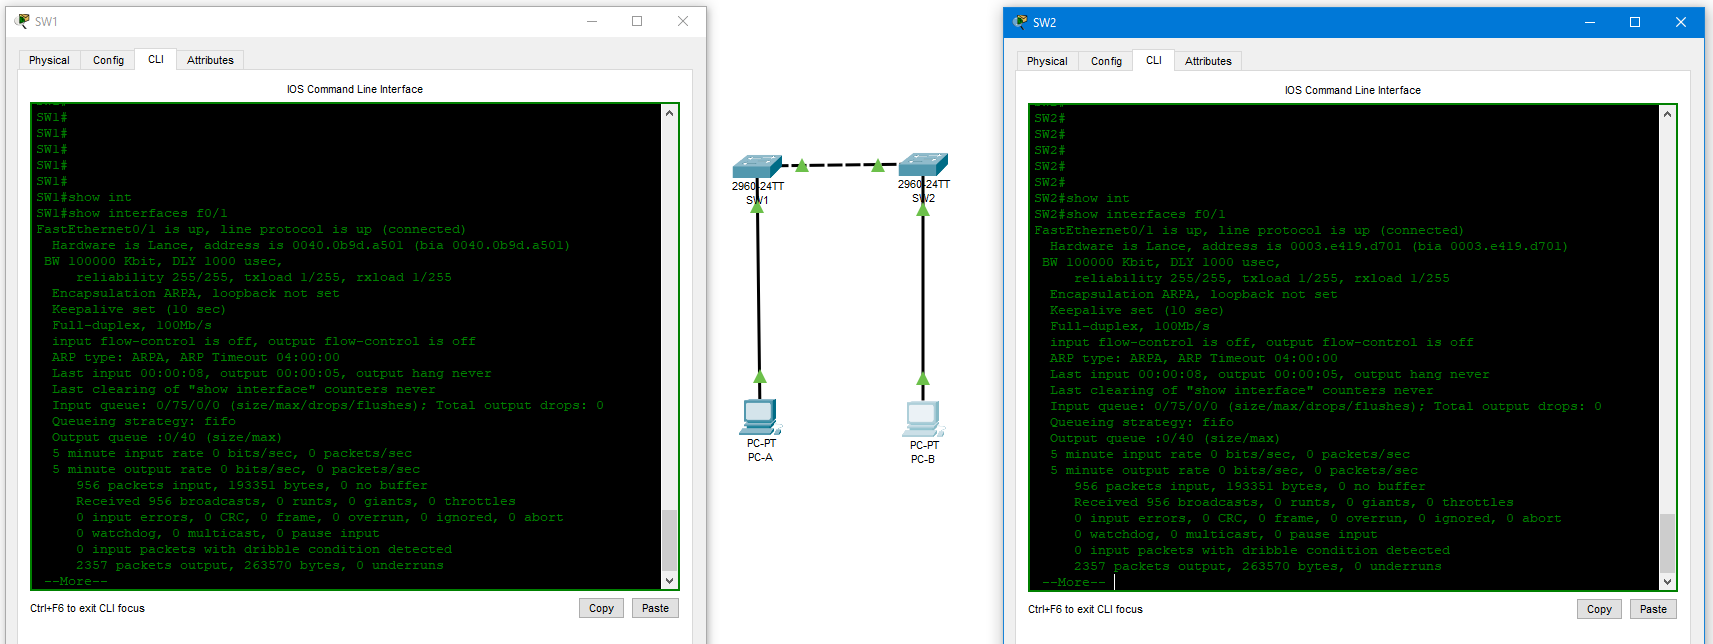 SW1
Physical Config CLI Attributes
IOS Command Line Interface
SW1#
SW1#
SW1#
SW1#
SW1#
SW1#show int
SW1#show interfaces f0/1
FastEthernet0/1 is up, line protocol is up (connected)
Hardware is Lance, address is 0040.0b9d.a501 (bia 0040.0b9d.a501)
BW 100000 Kbit, DLY 1000 usec,
reliability 255/255, txload 1/255, rxload 1/255
Encapsulation ARPA, loopback not set
Keepalive set (10 sec)
Full-duplex, 100Mb/s
input flow-control is off, output flow-control is off
ARP type: ARPA, ARP Timeout 04:00:00
Last input 00:00:08, output 00:00:05, output hang never
Last clearing of "show interface" counters never
Input queue: 0/75/0/0 (size/max/drops/flushes); Total output drops: 0
Queueing strategy: fifo
Output queue :0/40 (size/max)
5 minute input rate 0 bits/sec, 0 packets/sec
5 minute output rate 0 bits/sec, 0 packets/sec
956 packets input, 193351 bytes, 0 no buffer
Received 956 broadcasts, 0 runts, 0 giants, 0 throttles
0 input errors, 0 CRC, 0 frame, 0 overrun, 0 ignored, 0 abort
0 watchdog, 0 multicast, 0 pause input
0 input packets with dribble condition detected
2357 packets output, 263570 bytes, 0 underruns
--More--
Ctrl+F6 to exit CLI focus
Copy Paste
2960-24TT
SW1
2960-24TT
SW2
PC-PT
PC-A
PC-PT
PC-B
SW2
Physical Config CLI Attributes
IOS Command Line Interface
SW2#
SW2#
SW2#
SW2#
SW2#
SW2#show int
SW2#show interfaces f0/1
FastEthernet0/1 is up, line protocol is up (connected)
Hardware is Lance, address is 0003.e419.d701 (bia 0003.e419.d701)
BW 100000 Kbit, DLY 1000 usec,
reliability 255/255, txload 1/255, rxload 1/255
Encapsulation ARPA, loopback not set
Keepalive set (10 sec)
Full-duplex, 100Mb/s
input flow-control is off, output flow-control is off
ARP type: ARPA, ARP Timeout 04:00:00
Last input 00:00:08, output 00:00:05, output hang never
Last clearing of "show interface" counters never
Input queue: 0/75/0/0 (size/max/drops/flushes); Total output drops: 0
Queueing strategy: fifo
Output queue :0/40 (size/max)
5 minute input rate 0 bits/sec, 0 packets/sec
5 minute output rate 0 bits/sec, 0 packets/sec
956 packets input, 193351 bytes, 0 no buffer
Received 956 broadcasts, 0 runts, 0 giants, 0 throttles
0 input errors, 0 CRC, 0 frame, 0 overrun, 0 ignored, 0 abort
0 watchdog, 0 multicast, 0 pause input
0 input packets with dribble condition detected
2357 packets output, 263570 bytes, 0 underruns
--More--
Ctrl+F6 to exit CLI focus
Copy Paste